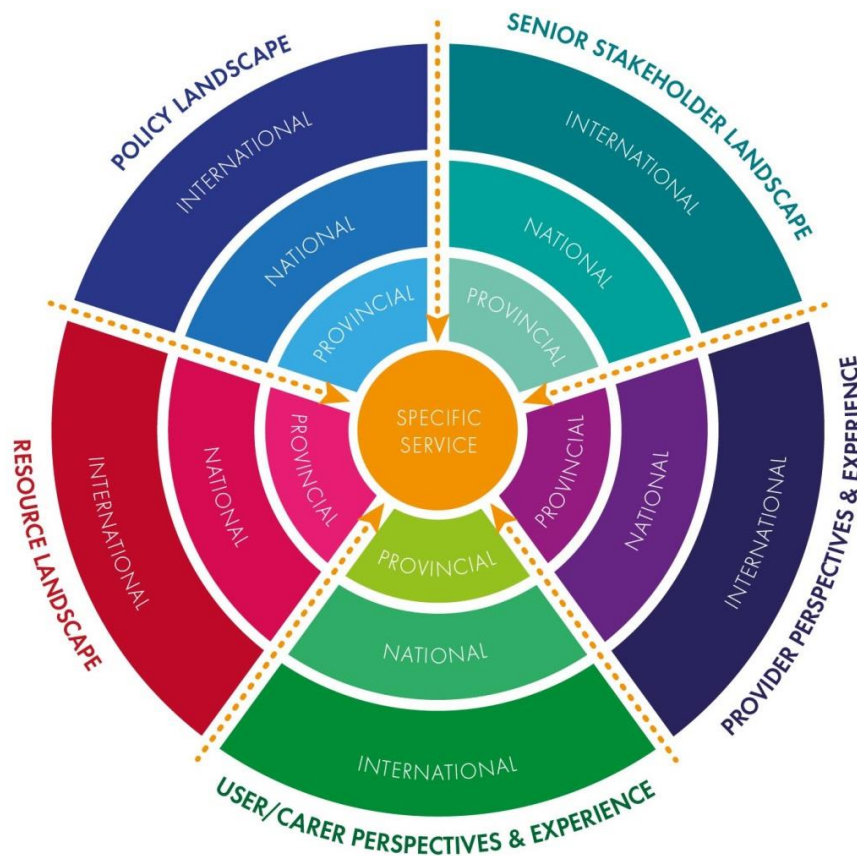 POLICY LANDSCAPE
INTERNATIONAL
NATIONAL
PROVINCIAL
SENIOR STAKEHOLDER LANDSCAPE
INTERNATIONAL
NATIONAL
PROVINCIAL
SPECIFIC
SERVICE
RESOURCE LANDSCAPE
INTERNATIONAL
NATIONAL
PROVINCIAL
PROVINCIAL
NATIONAL
INTERNATIONAL
PROVIDER PERSPECTIVES & EXPERIENCE
PROVINCIAL
NATIONAL
INTERNATIONAL
USER/CARER PERSPECTIVES & EXPERIENCE